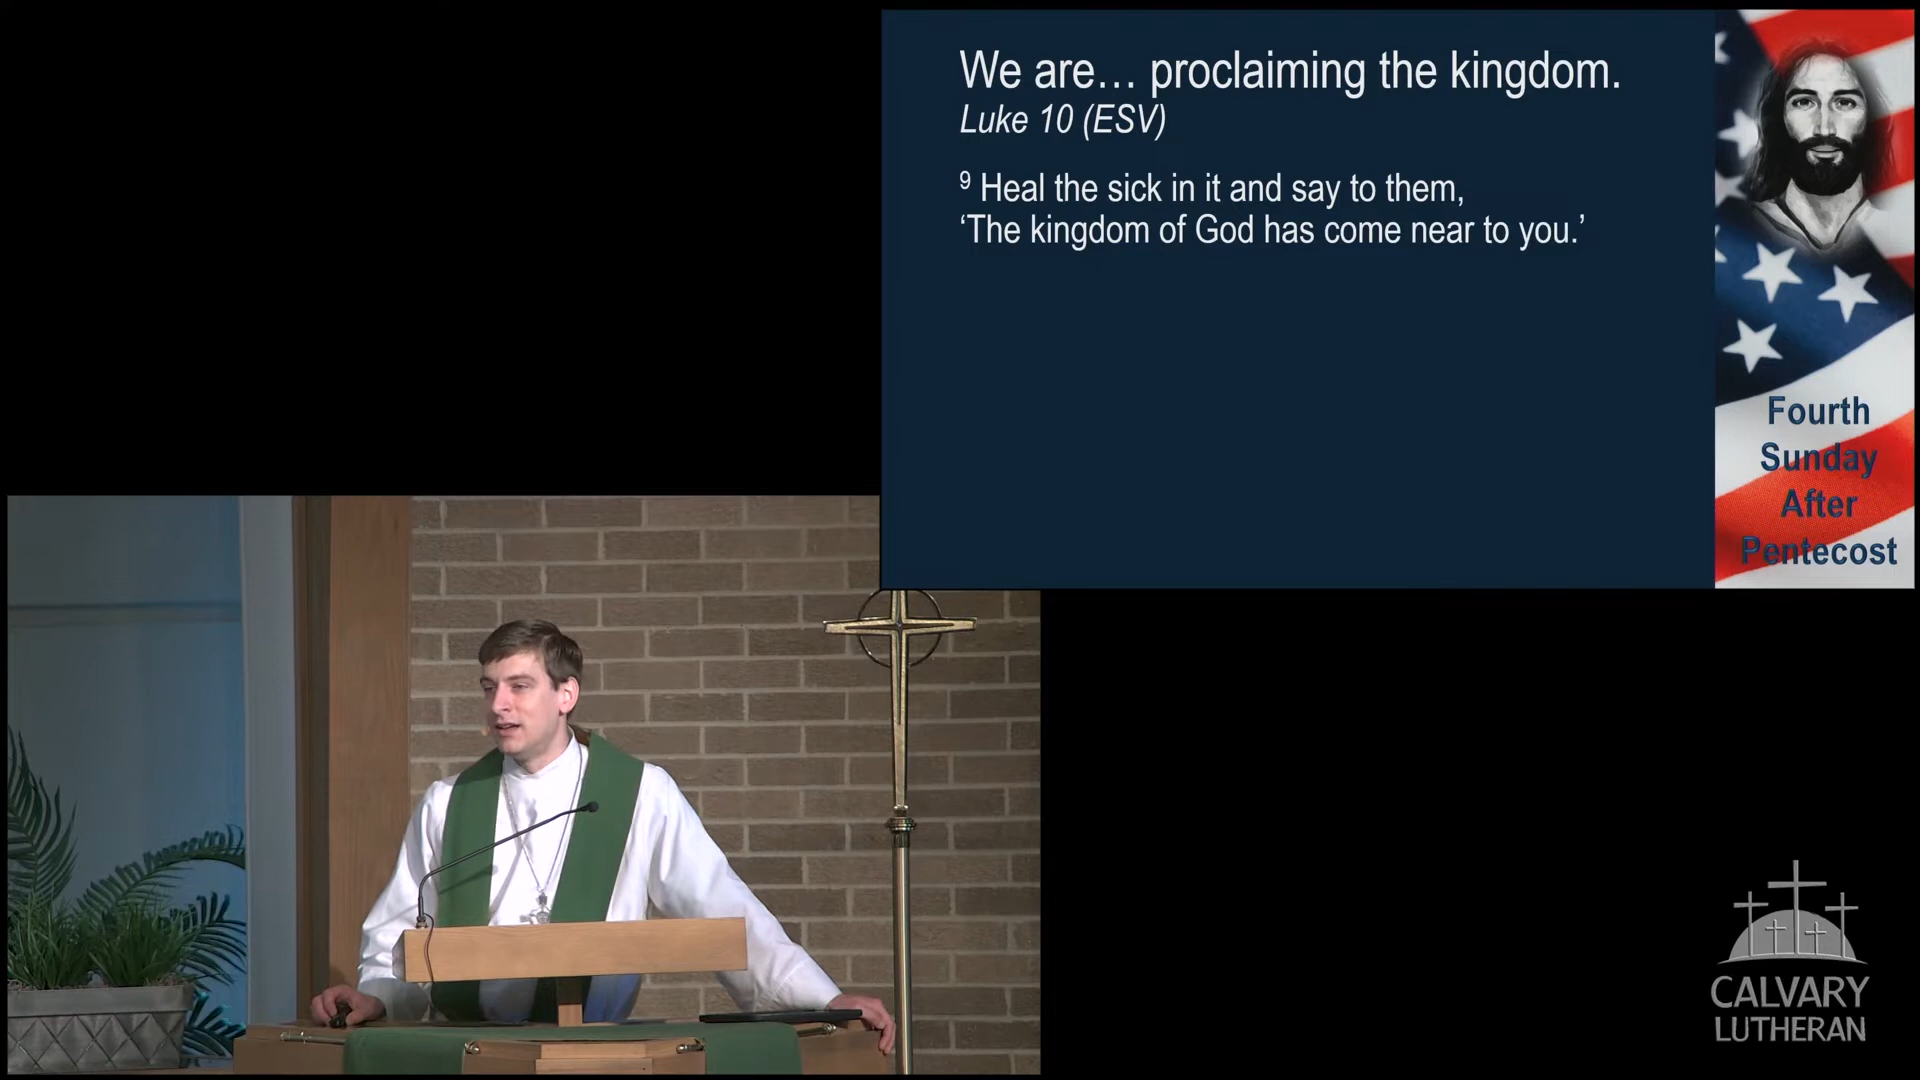 We are… proclaiming the kingdom.
Luke 10 (ESV)
⁹ Heal the sick in it and say to them,
‘The kingdom of God has come near to you.’
Fourth
Sunday
After
Pentecost
CALVARY
LUTHERAN